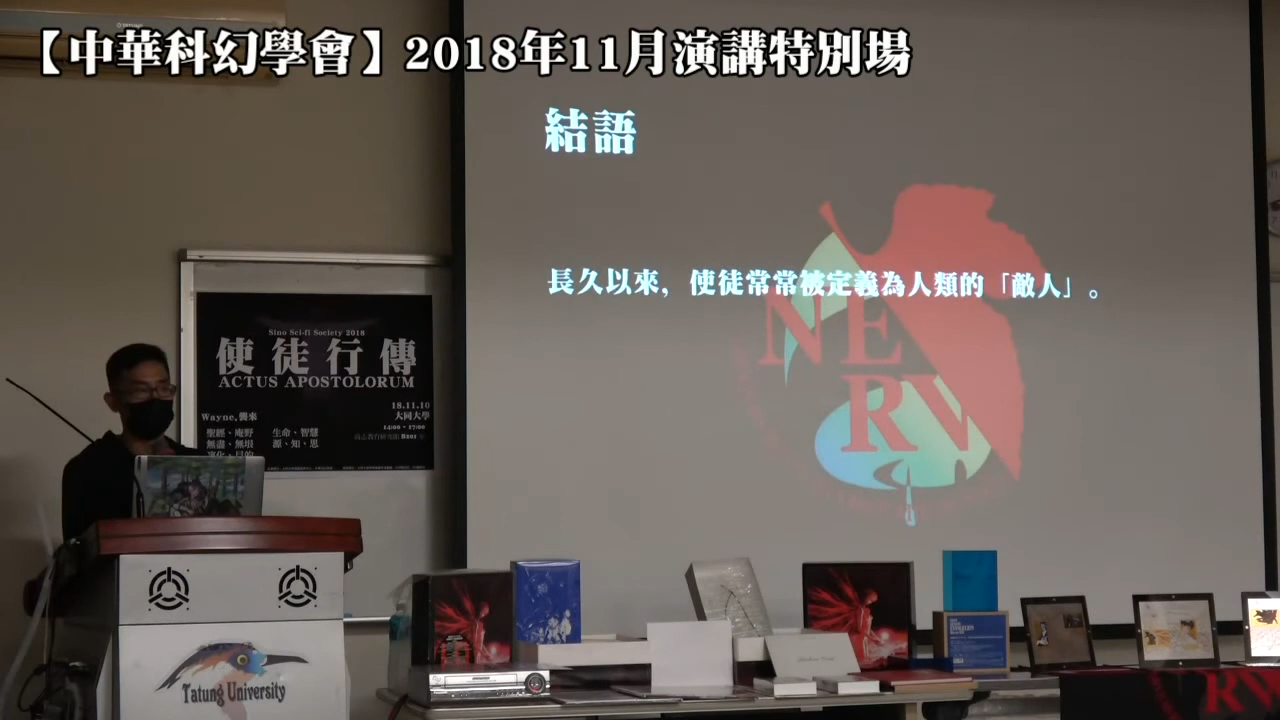 【中華科幻學會】2018年11月演講特別場
結語
長久以來，使徒常常被定義為人類的「敵人」。
NERV
Sino Sci-fi Society 2018
使徒行傳
ACTUS APOSTOLORUM
18.11.10
Wayne,襲來
大同大學
14:00 - 17:00
聖經、庵野
生命、智慧
無盡、無垠
源、知、思
Tatung University
RV